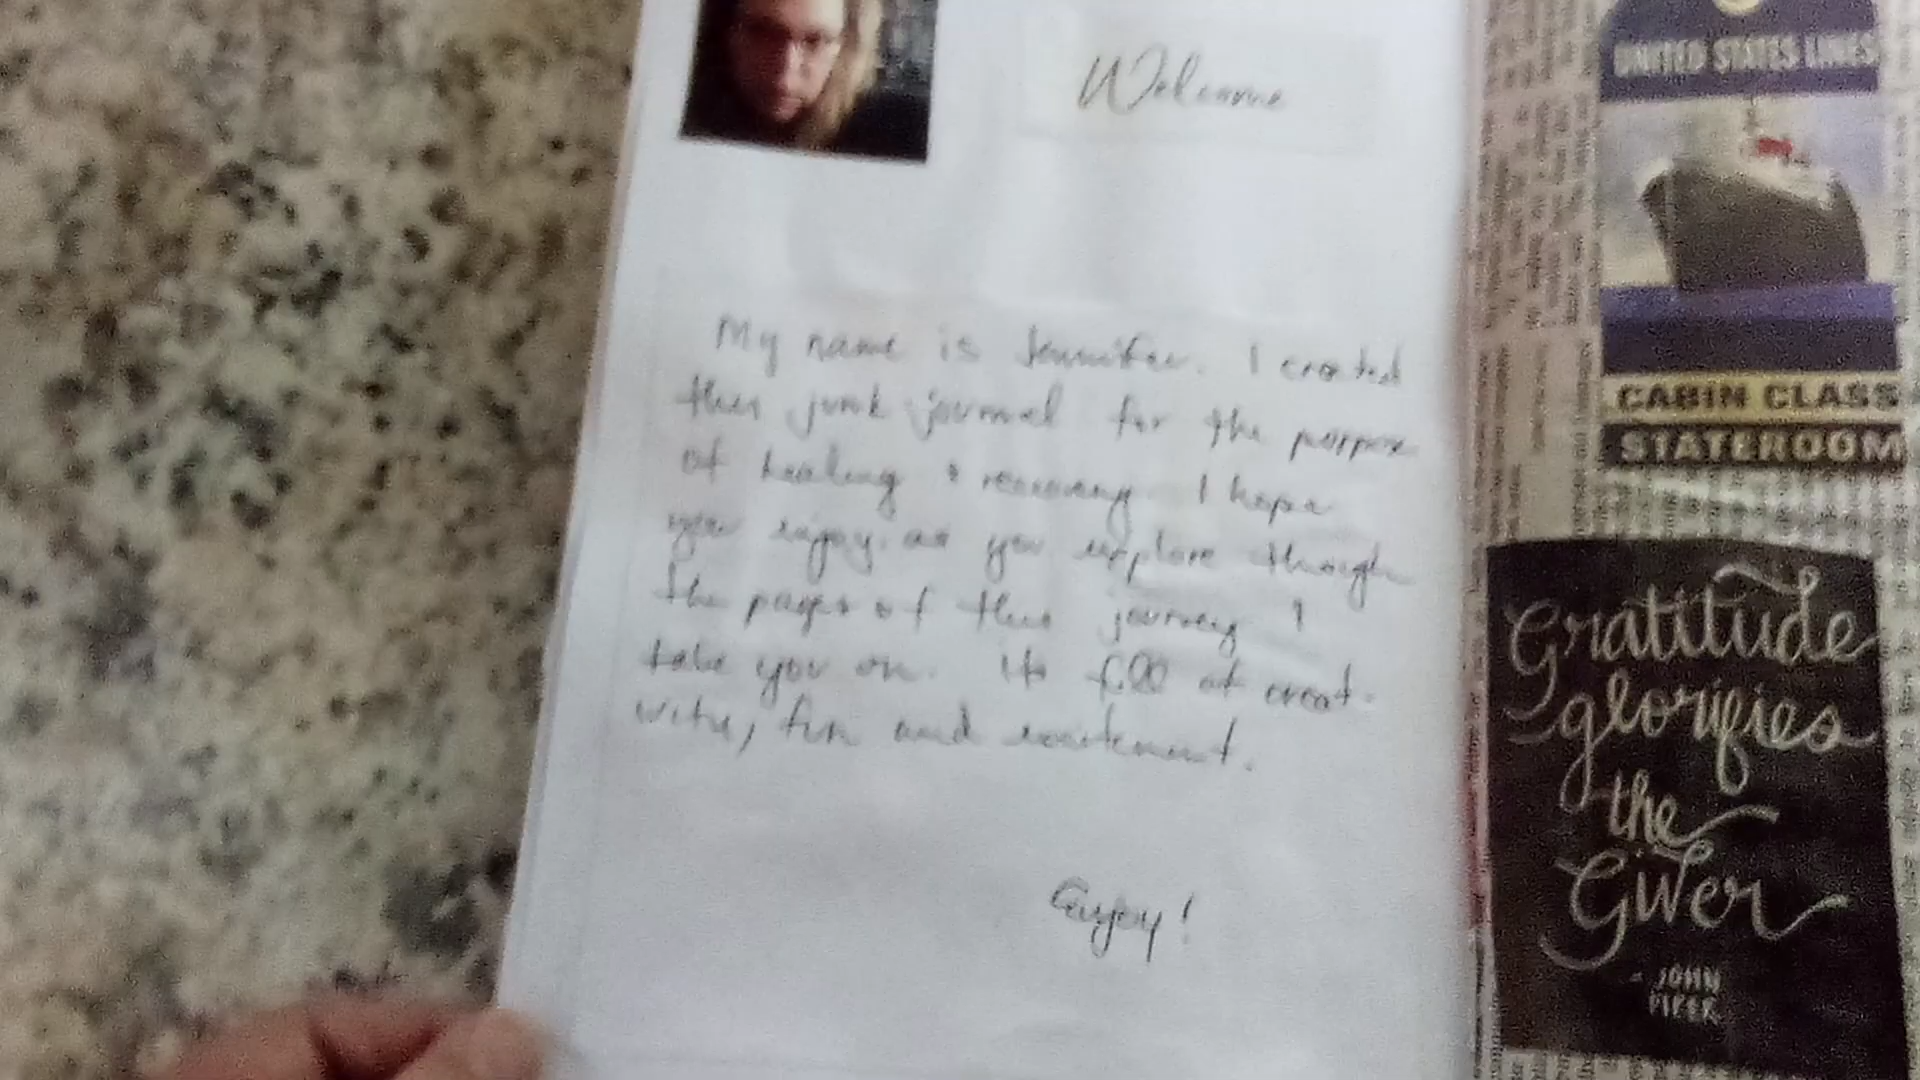 Welcome
My name is Jennifer. I created
this junk journal for the purpose
of healing & recovery. I hope
you enjoy as you explore though
the pages of this journey I
take you on. its fill of creat-
ivity, fun and excitement.
Enjoy!
UNITED STATES LINES
CABIN CLASS
STATEROOM
Gratitude
glorifies
the
Giver
- JOHN
PIPER